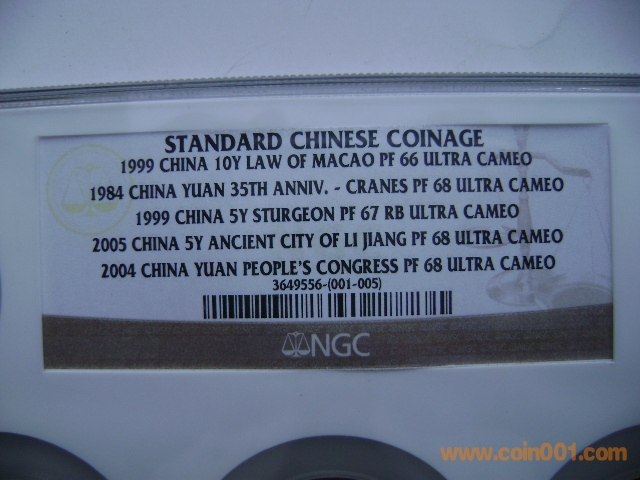 STANDARD CHINESE COINAGE
1999 CHINA 10Y LAW OF MACAO PF 66 ULTRA CAMEO
1984 CHINA YUAN 35TH ANNIV. - CRANES PF 68 ULTRA CAMEO
1999 CHINA 5Y STURGEON PF 67 RB ULTRA CAMEO
2005 CHINA 5Y ANCIENT CITY OF LI JIANG PF 68 ULTRA CAMEO
2004 CHINA YUAN PEOPLE'S CONGRESS PF 68 ULTRA CAMEO
3649556-(001-005)
NGC
www.coin001.com